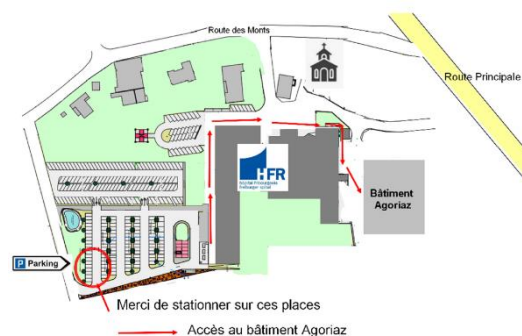 Route des Monts
Route Principale
HFR
Bâtiment
Agoriaz
P Parking
Merci de stationner sur ces places
Accès au bâtiment Agoriaz